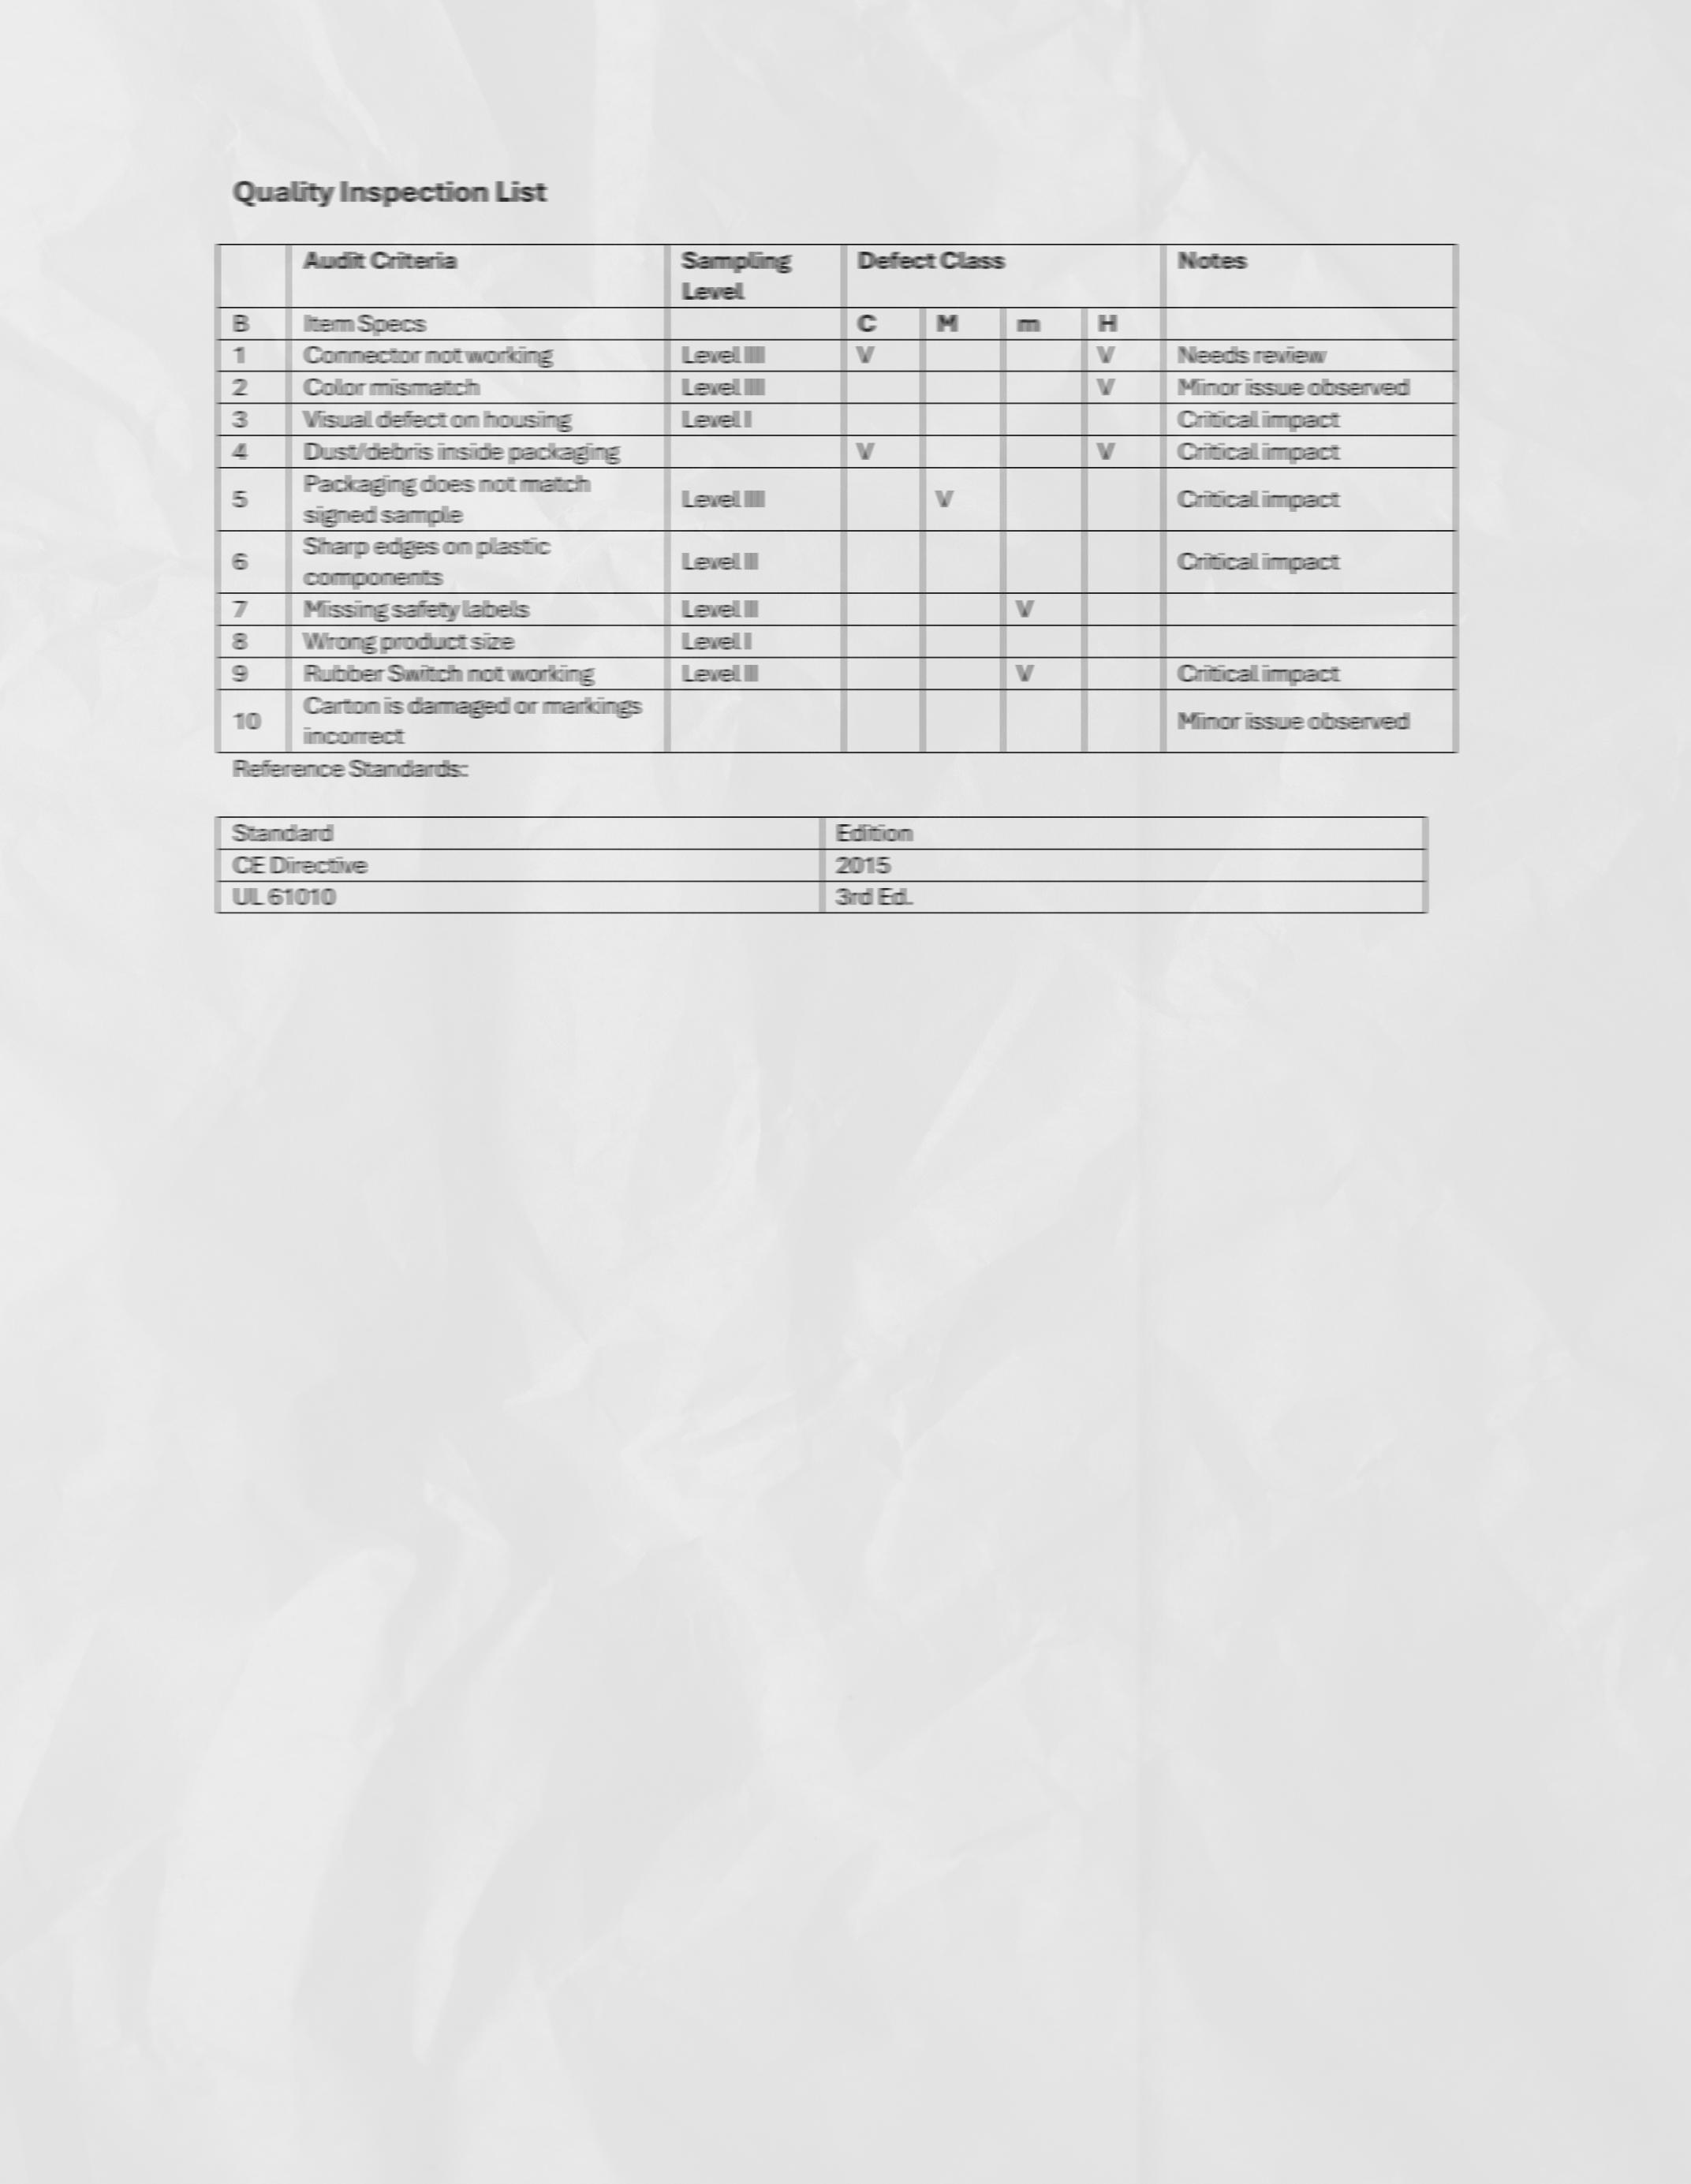 Quality Inspection List
Audit Criteria Sampling Level Defect Class Notes
B Item Specs C M m H
1 Connector not working Level III V V Needs review
2 Color mismatch Level III V Minor issue observed
3 Visual defect on housing Level I Critical impact
4 Dust/debris inside packaging V V Critical impact
5 Packaging does not match signed sample Level III V Critical impact
6 Sharp edges on plastic components Level II Critical impact
7 Missing safety labels Level II V
8 Wrong product size Level I
9 Rubber Switch not working Level II V Critical impact
10 Carton is damaged or markings incorrect Minor issue observed
Reference Standards:
Standard Edition
CE Directive 2015
UL 61010 3rd Ed.